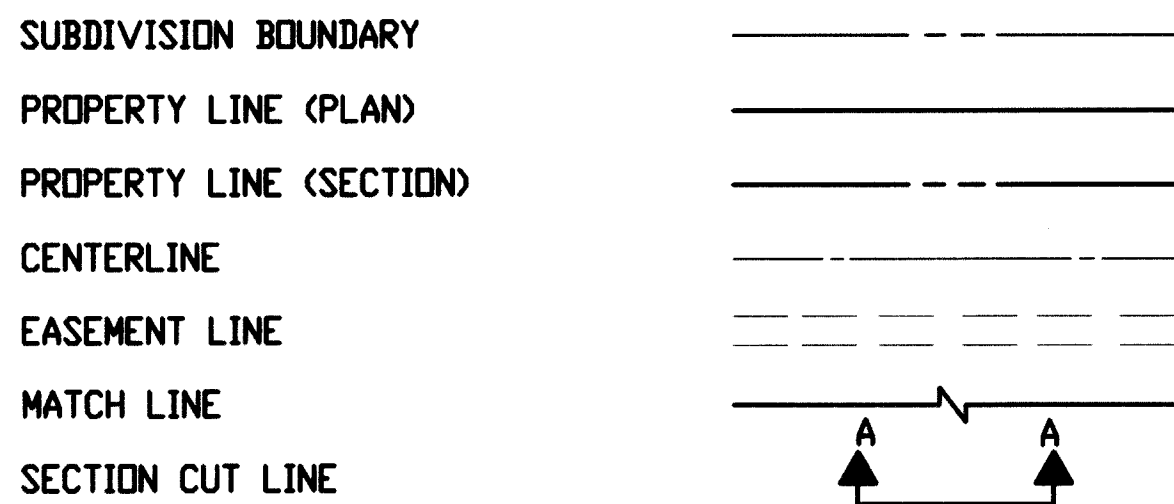 SUBDIVISION BOUNDARY
PROPERTY LINE (PLAN)
PROPERTY LINE (SECTION)
CENTERLINE
EASEMENT LINE
MATCH LINE
A A
SECTION CUT LINE